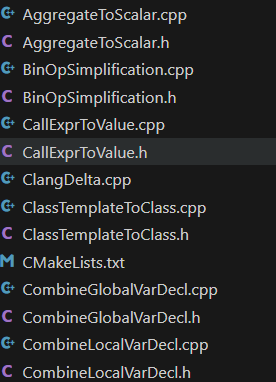 AggregateToScalar.cpp
AggregateToScalar.h
BinOpSimplification.cpp
BinOpSimplification.h
CallExprToValue.cpp
CallExprToValue.h
ClangDelta.cpp
ClassTemplateToClass.cpp
ClassTemplateToClass.h
CMakeLists.txt
CombineGlobalVarDecl.cpp
CombineGlobalVarDecl.h
CombineLocalVarDecl.cpp
CombineLocalVarDecl.h